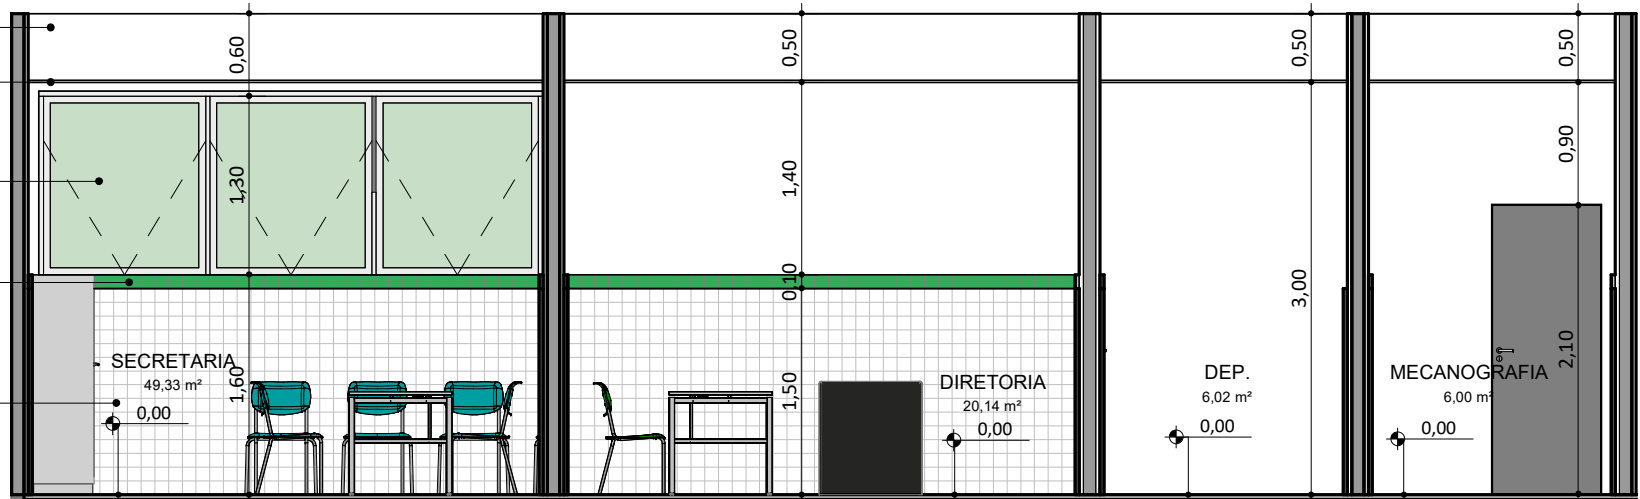 0,60
0,50
0,50
0,50
1,30
1,40
0,90
0,10
3,00
2,10
1,60
1,50
SECRETARIA
49,33 m²
0,00
DIRETORIA
20,14 m²
0,00
DEP.
6,02 m²
0,00
MECANOGRAFIA
6,00 m²
0,00